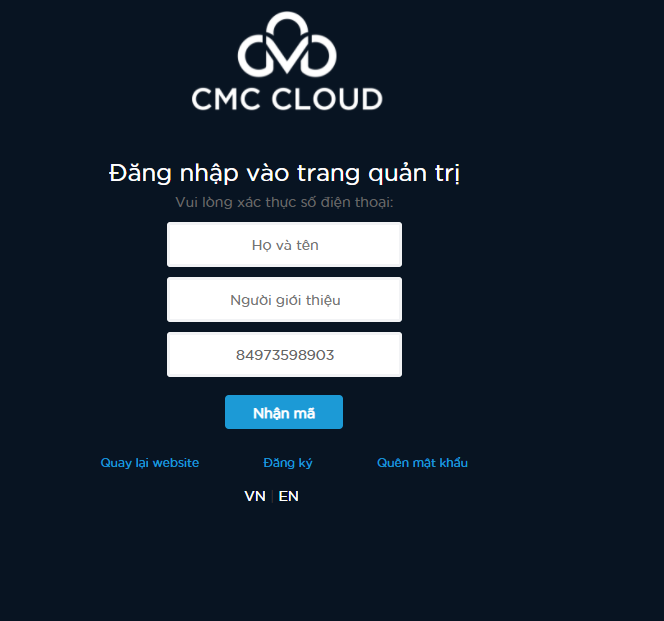 CMC CLOUD
Đăng nhập vào trang quản trị
Vui lòng xác thực số điện thoại:
Họ và tên
Người giới thiệu
84973598903
Nhận mã
Quay lại website Đăng ký Quên mật khẩu
VN | EN